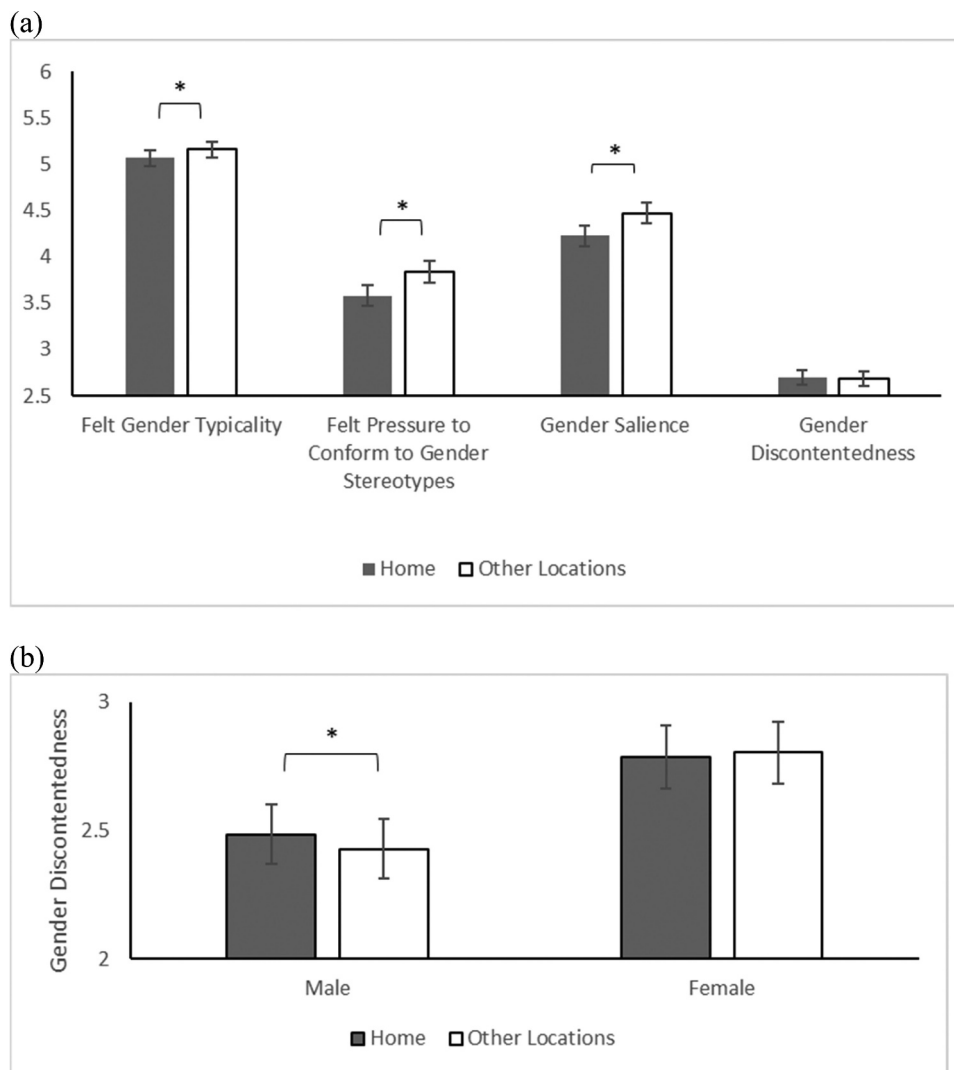 (a)
6
5.5
5
4.5
4
3.5
3
2.5
*
*
*
Felt Gender Typicality
Felt Pressure to
Conform to Gender
Stereotypes
Gender Salience
Gender
Discontentedness
Home
Other Locations
(b)
Gender Discontentedness
3
2.5
2
*
Male
Female
Home
Other Locations